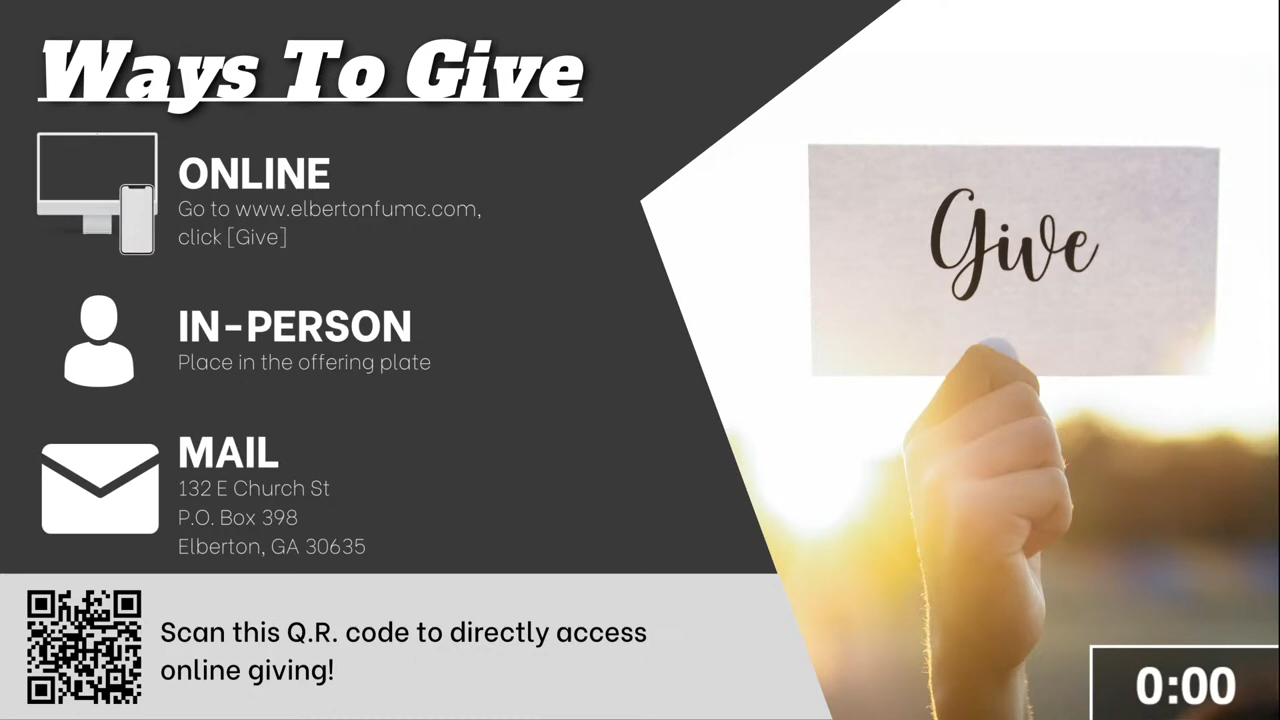 Ways To Give
ONLINE
Go to www.elbertonfumc.com,
click [Give]
IN-PERSON
Place in the offering plate
MAIL
132 E Church St
P.O. Box 398
Elberton, GA 30635
Scan this Q.R. code to directly access
online giving!
Give
0:00